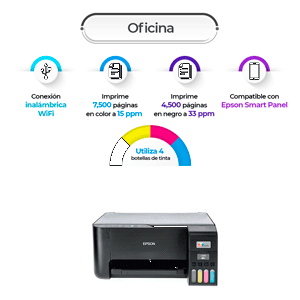 Oficina
Conexión
inalámbrica
WiFi
Imprime
7,500 páginas
en color a 15 ppm
Imprime
4,500 páginas
en negro a 33 ppm
Compatible con
Epson Smart Panel
Utiliza 4
botellas de tinta
EPSON